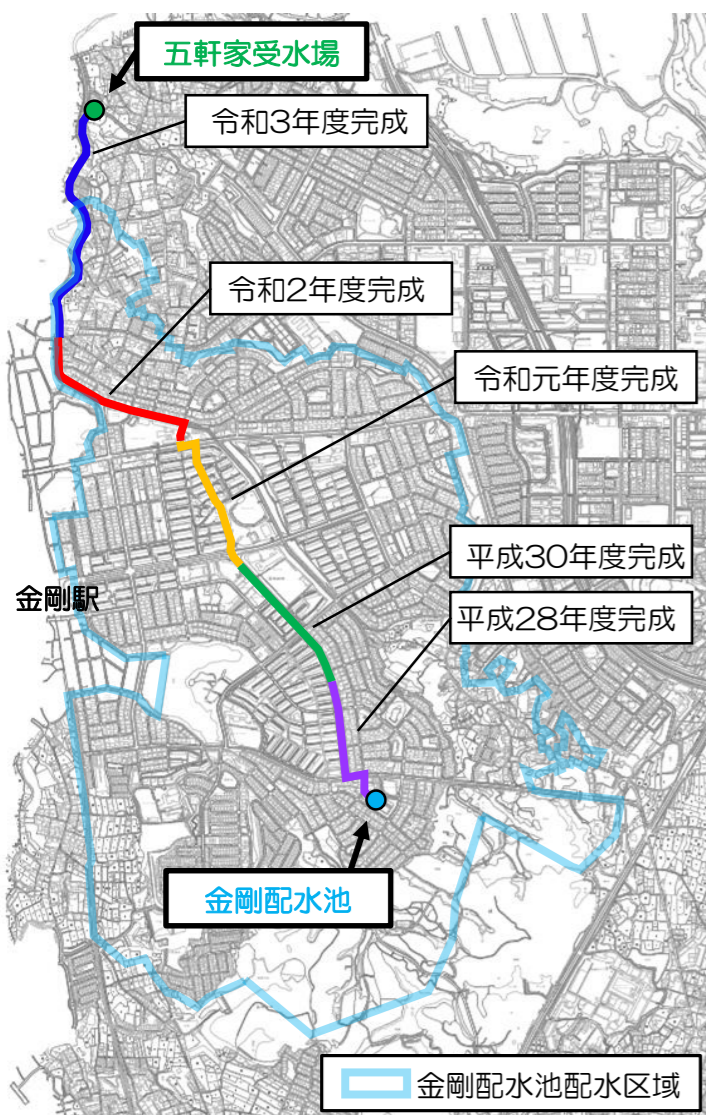 五軒家受水場
令和3年度完成
令和2年度完成
令和元年度完成
平成30年度完成
金剛駅
平成28年度完成
金剛配水池
金剛配水池配水区域